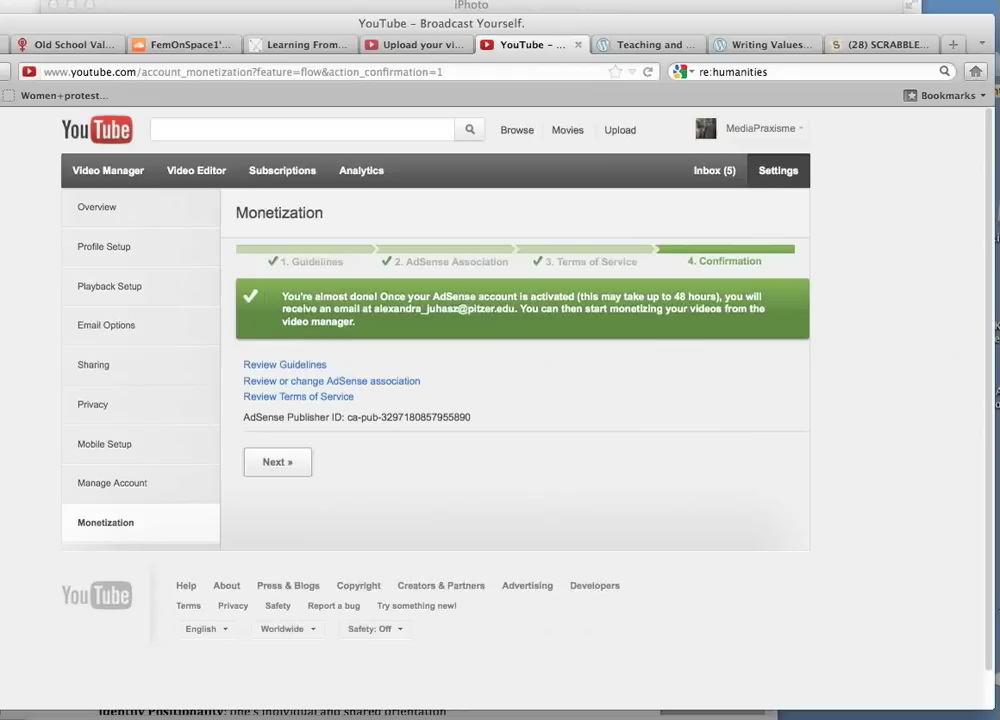 iPhoto
YouTube - Broadcast Yourself.
Old School Val...
FemOnSpace1'...
Learning From...
Upload your vi...
YouTube - ...
Teaching and ...
Writing Values...
(28) SCRABBLE...
www.youtube.com/account_monetization?feature=flow&action_confirmation=1
re:humanities
Women+protest...
Bookmarks
YouTube
Browse
Movies
Upload
MediaPraxisme
Video Manager
Video Editor
Subscriptions
Analytics
Inbox (5)
Settings
Overview
Profile Setup
Playback Setup
Email Options
Sharing
Privacy
Mobile Setup
Manage Account
Monetization
Monetization
1. Guidelines
2. AdSense Association
3. Terms of Service
4. Confirmation
You're almost done! Once your AdSense account is activated (this may take up to 48 hours), you will
receive an email at alexandra_juhasz@pitzer.edu. You can then start monetizing your videos from the
video manager.
Review Guidelines
Review or change AdSense association
Review Terms of Service
AdSense Publisher ID: ca-pub-3297180857955890
Next »
YouTube
Help
About
Press & Blogs
Copyright
Creators & Partners
Advertising
Developers
Terms
Privacy
Safety
Report a bug
Try something new!
English
Worldwide
Safety: Off
Identity Positionality: one's individual and shared orientation